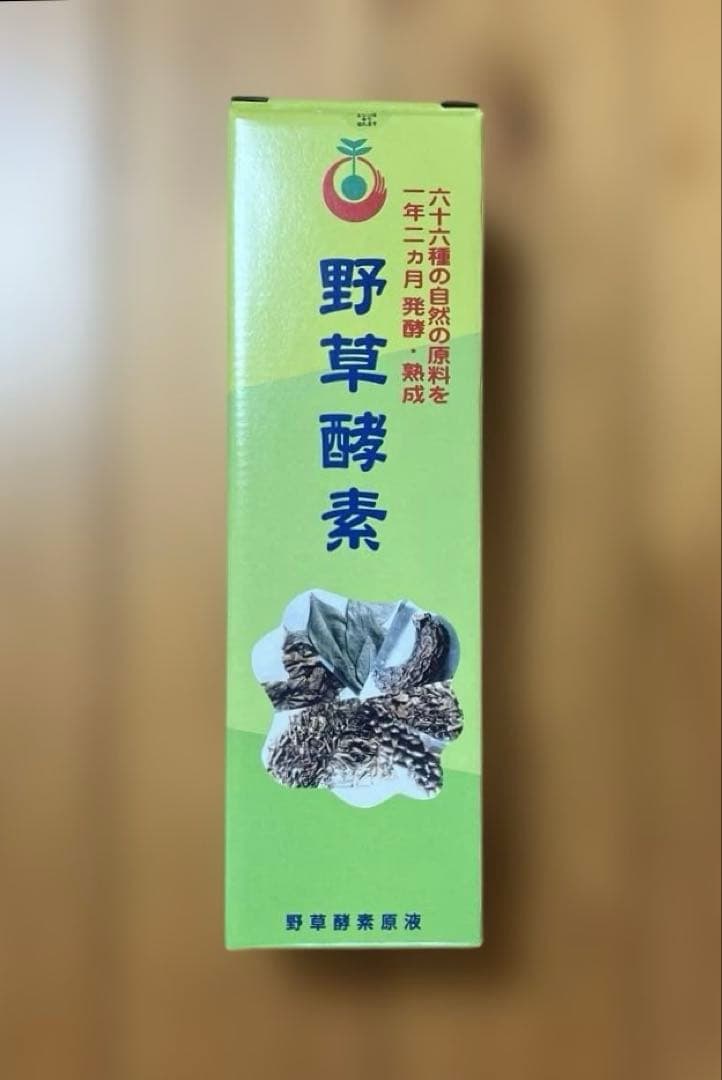 六十六種の自然の原料を
一年二ヵ月発酵・熟成
野草酵素
野草酵素原液